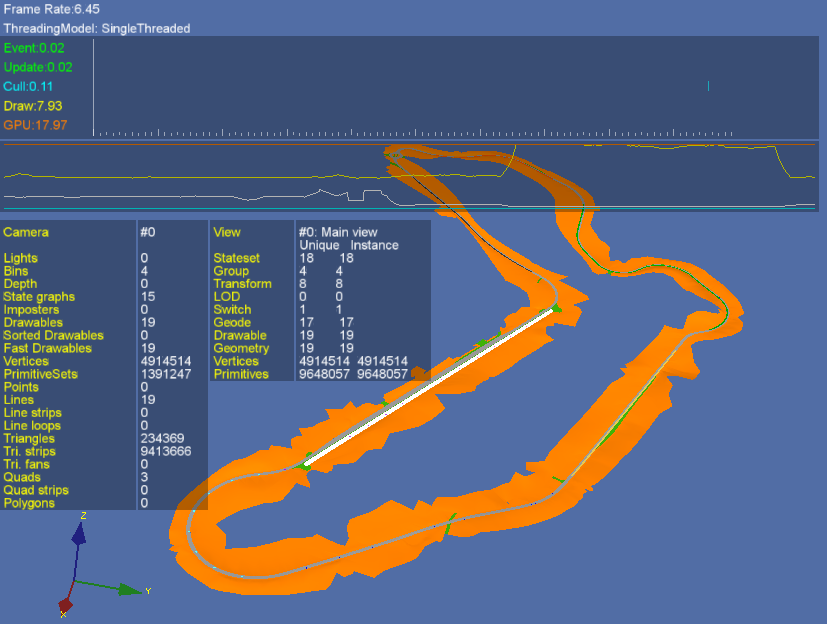 Frame Rate:6.45
ThreadingModel: SingleThreaded
Event:0.02
Update:0.02
Cull:0.11
Draw:7.93
GPU:17.97
Camera #0
Lights 0
Bins 4
Depth 0
State graphs 15
Imposters 0
Drawables 19
Sorted Drawables 0
Fast Drawables 19
Vertices 4914514
PrimitiveSets 1391247
Points 0
Lines 19
Line strips 0
Line loops 0
Triangles 234369
Tri. strips 9413666
Tri. fans 0
Quads 3
Quad strips 0
Polygons 0
View #0: Main view
Unique Instance
Stateset 18 18
Group 4 4
Transform 8 8
LOD 0 0
Switch 1 1
Geode 17 17
Drawable 19 19
Geometry 19 19
Vertices 4914514 4914514
Primitives 9648057 9648057
Z
Y
X